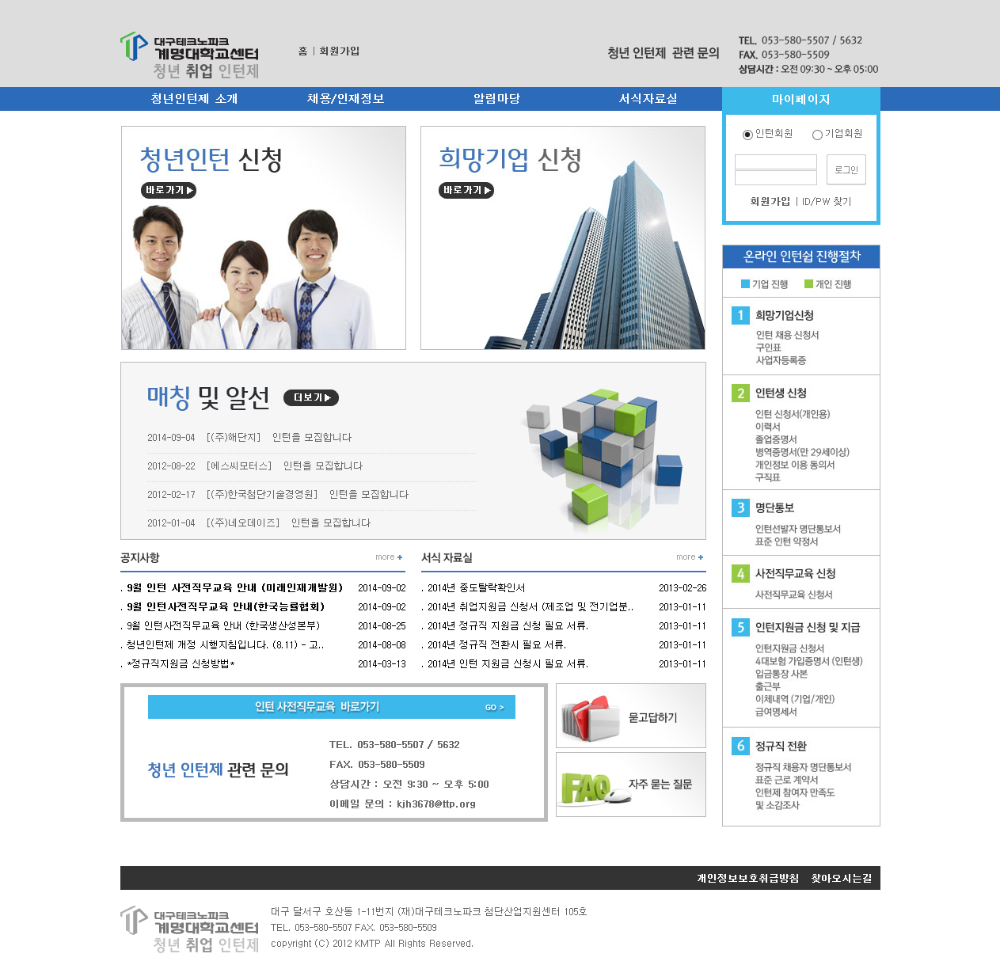 대구테크노파크
계명대학교센터
청년 취업 인턴제
홈 | 회원가입
청년 인턴제 관련 문의
TEL. 053-580-5507 / 5632
FAX. 053-580-5509
상담시간 : 오전 09:30 ~ 오후 05:00
청년인턴제 소개 채용/인재정보 알림마당 서식자료실 마이페이지
청년인턴 신청
바로가기
희망기업 신청
바로가기
인턴회원 기업회원
로그인
회원가입 | ID/PW 찾기
매칭 및 알선 더보기
2014-09-04 [(주)해단지] 인턴을 모집합니다
2012-08-22 [에스씨모터스] 인턴을 모집합니다
2012-02-17 [(주)한국첨단기술경영원] 인턴을 모집합니다
2012-01-04 [(주)네오데이즈] 인턴을 모집합니다
공지사항 more +
. 9월 인턴 사전직무교육 안내 (미래인재개발원) 2014-09-02
. 9월 인턴사전직무교육 안내(한국능률협회) 2014-09-02
. 9월 인턴사전직무교육 안내 (한국생산성본부) 2014-08-25
. 청년인턴제 개정 시행지침입니다. (8.11) - 고.. 2014-08-08
. *정규직지원금 신청방법* 2014-03-13
서식 자료실 more +
. 2014년 중도탈락확인서 2013-02-26
. 2014년 취업지원금 신청서 (제조업 및 전기업분.. 2013-01-11
. 2014년 정규직 지원금 신청 필요 서류. 2013-01-11
. 2014년 정규직 전환시 필요 서류. 2013-01-11
. 2014년 인턴 지원금 신청시 필요 서류. 2013-01-11
인턴 사전직무교육 바로가기 GO >
청년 인턴제 관련 문의
TEL. 053-580-5507 / 5632
FAX. 053-580-5509
상담시간 : 오전 9:30 ~ 오후 5:00
이메일 문의 : kjh3678@ttp.org
묻고답하기
FAQ
자주 묻는 질문
온라인 인턴쉽 진행절차
기업 진행 개인 진행
1 희망기업신청
인턴 채용 신청서
구인표
사업자등록증
2 인턴생 신청
인턴 신청서(개인용)
이력서
졸업증명서
병역증명서(만 29세이상)
개인정보 이용 동의서
구직표
3 명단통보
인턴선발자 명단통보서
표준 인턴 약정서
4 사전직무교육 신청
사전직무교육 신청서
5 인턴지원금 신청 및 지급
인턴지원금 신청서
4대보험 가입증명서 (인턴생)
입금통장 사본
출근부
이체내역 (기업/개인)
급여명세서
6 정규직 전환
정규직 채용자 명단통보서
표준 근로 계약서
인턴제 참여자 만족도
및 소감조사
개인정보보호취급방침 찾아오시는길
대구테크노파크
계명대학교센터
청년 취업 인턴제
대구 달서구 호산동 1-11번지 (재)대구테크노파크 첨단산업지원센터 105호
TEL. 053-580-5507 FAX. 053-580-5509
copyright (C) 2012 KMTP All Rights Reserved.